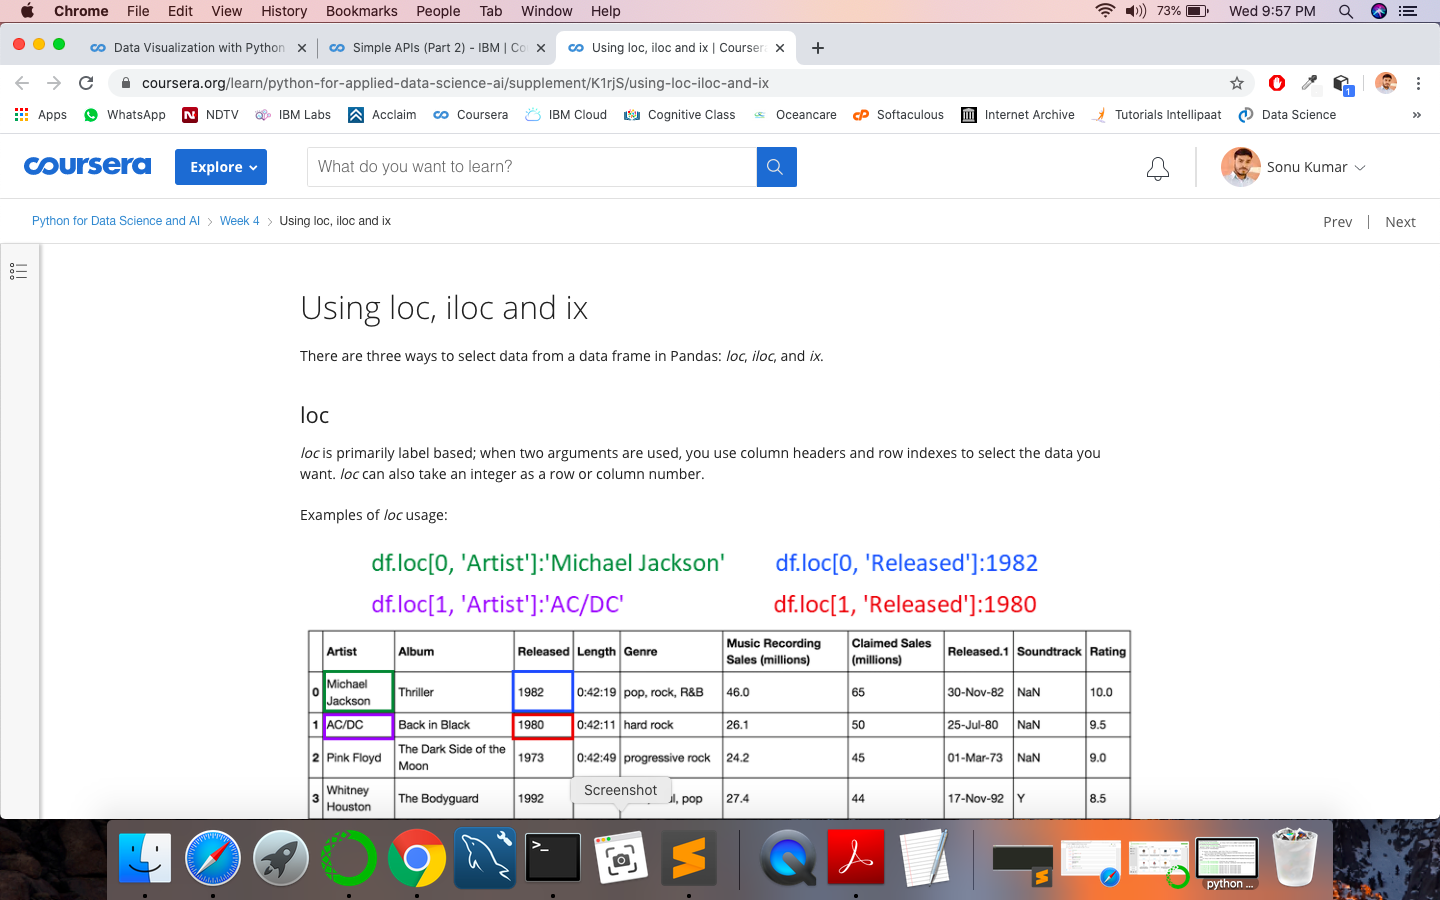 Chrome File Edit View History Bookmarks People Tab Window Help 73% Wed 9:57 PM
Data Visualization with Python Simple APIs (Part 2) - IBM | Co Using loc, iloc and ix | Courser
coursera.org/learn/python-for-applied-data-science-ai/supplement/K1rjS/using-loc-iloc-and-ix 1
Apps WhatsApp N NDTV IBM Labs Acclaim Coursera IBM Cloud Cognitive Class Oceancare Softaculous Internet Archive Tutorials Intellipaat Data Science »
coursera Explore What do you want to learn? Sonu Kumar
Python for Data Science and AI > Week 4 > Using loc, iloc and ix Prev | Next
Using loc, iloc and ix
There are three ways to select data from a data frame in Pandas: loc, iloc, and ix.
loc
loc is primarily label based; when two arguments are used, you use column headers and row indexes to select the data you
want. loc can also take an integer as a row or column number.
Examples of loc usage:
df.loc[0, 'Artist']:'Michael Jackson' df.loc[0, 'Released']:1982
df.loc[1, 'Artist']:'AC/DC' df.loc[1, 'Released']:1980
Artist Album Released Length Genre Music Recording Sales (millions) Claimed Sales (millions) Released.1 Soundtrack Rating
0 Michael Jackson Thriller 1982 0:42:19 pop, rock, R&B 46.0 65 30-Nov-82 NaN 10.0
1 AC/DC Back in Black 1980 0:42:11 hard rock 26.1 50 25-Jul-80 NaN 9.5
2 Pink Floyd The Dark Side of the Moon 1973 0:42:49 progressive rock 24.2 45 01-Mar-73 NaN 9.0
3 Whitney Houston The Bodyguard 1992 pop 27.4 44 17-Nov-92 Y 8.5
Screenshot
>_
python ...